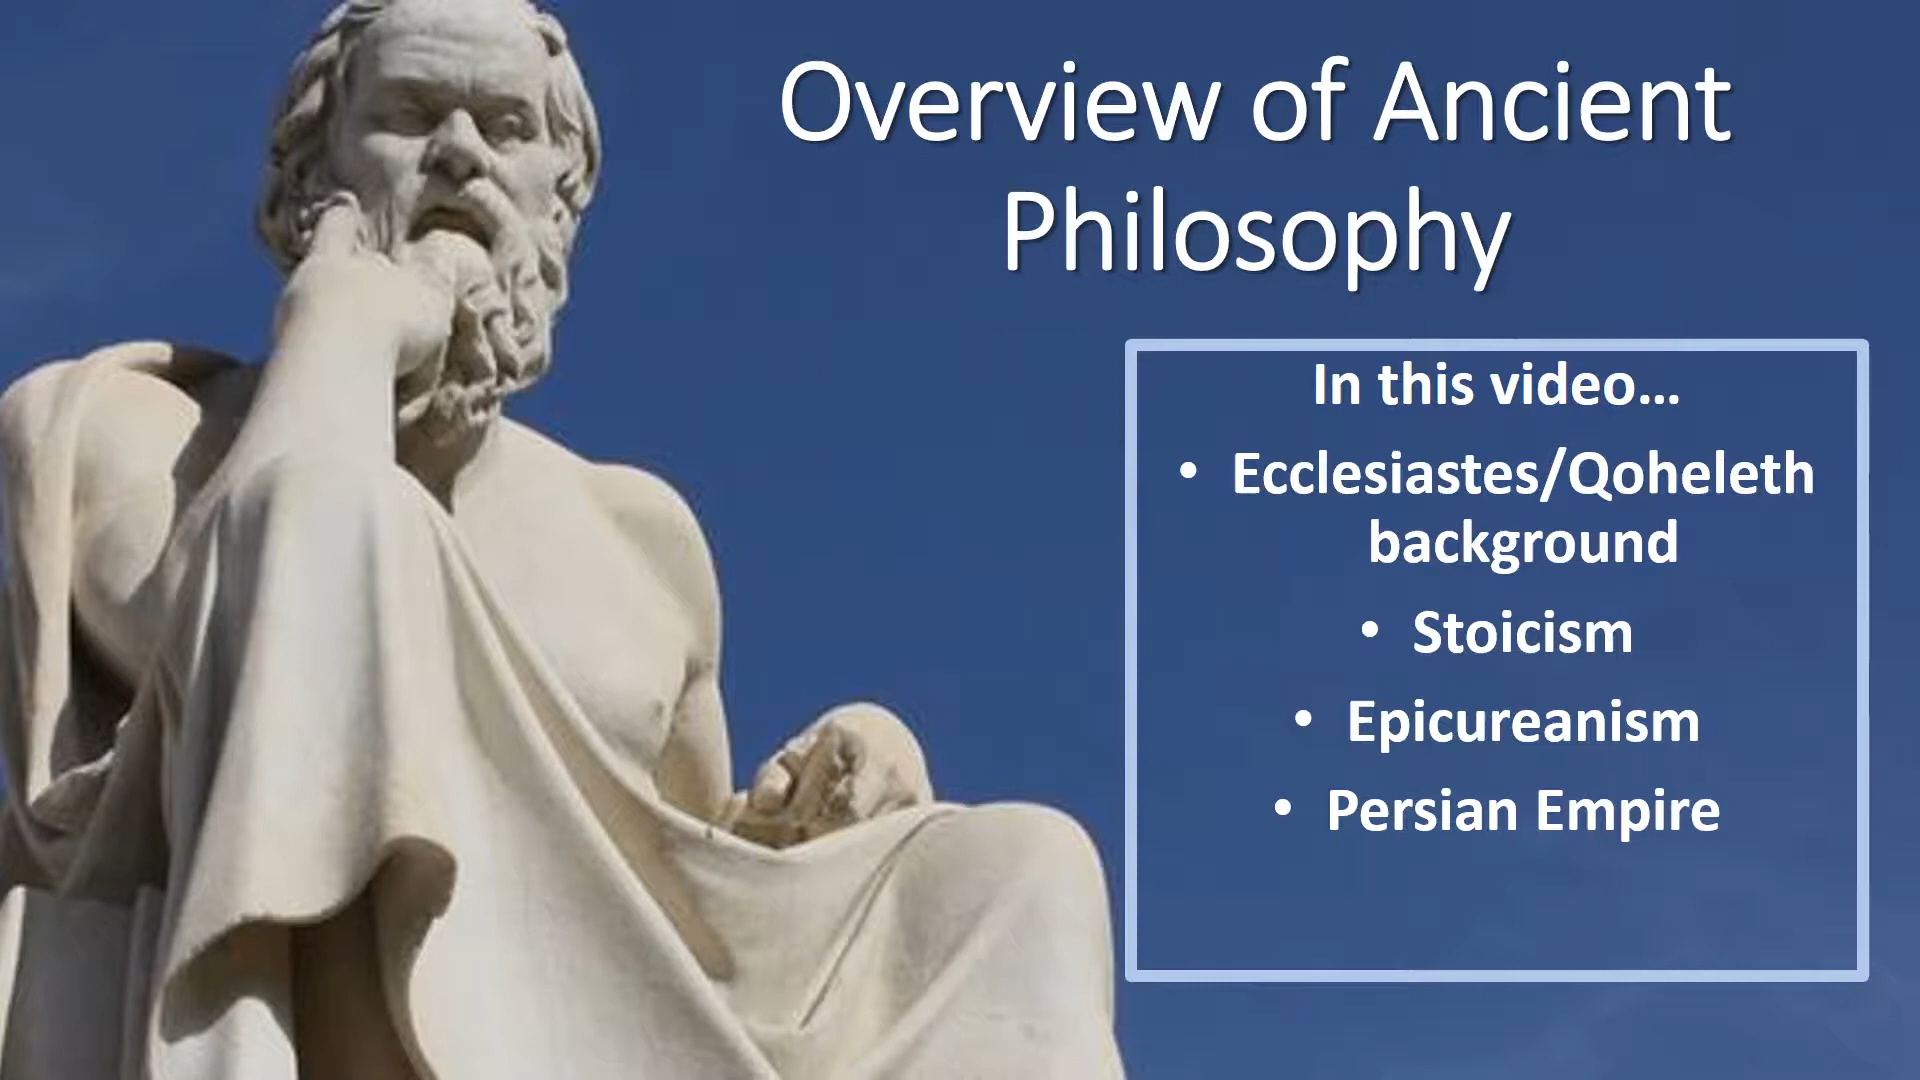 Overview of Ancient
Philosophy
In this video...
• Ecclesiastes/Qoheleth
background
• Stoicism
• Epicureanism
• Persian Empire